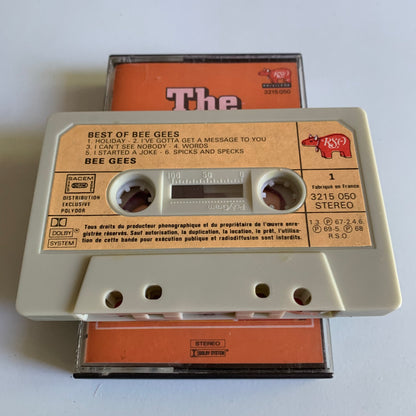 The
RSO
3215 050
BEST OF BEE GEES
1. HOLIDAY - 2. I'VE GOTTA GET A MESSAGE TO YOU
3. I CAN'T SEE NOBODY - 4. WORDS
5. I STARTED A JOKE - 6. SPICKS AND SPECKS
BEE GEES
RSO
SACEM
DISTRIBUTION
EXCLUSIVE
POLYDOR
100 50 0
1
Fabriqué en France
3215 050
STEREO
DOLBY
SYSTEM
Tous droits du producteur phonographique et du propriétaire de l'œuvre enre-
gistrée réservés. Sauf autorisation, la duplication, la location, le prêt, l'utilisa-
tion de cette bande pour exécution publique et radiodiffusion sont interdits.
1.3. Ⓟ 67-2.4.6.
Ⓟ 69-5. Ⓟ 68
R.S.O.
STEREO
DOLBY SYSTEM